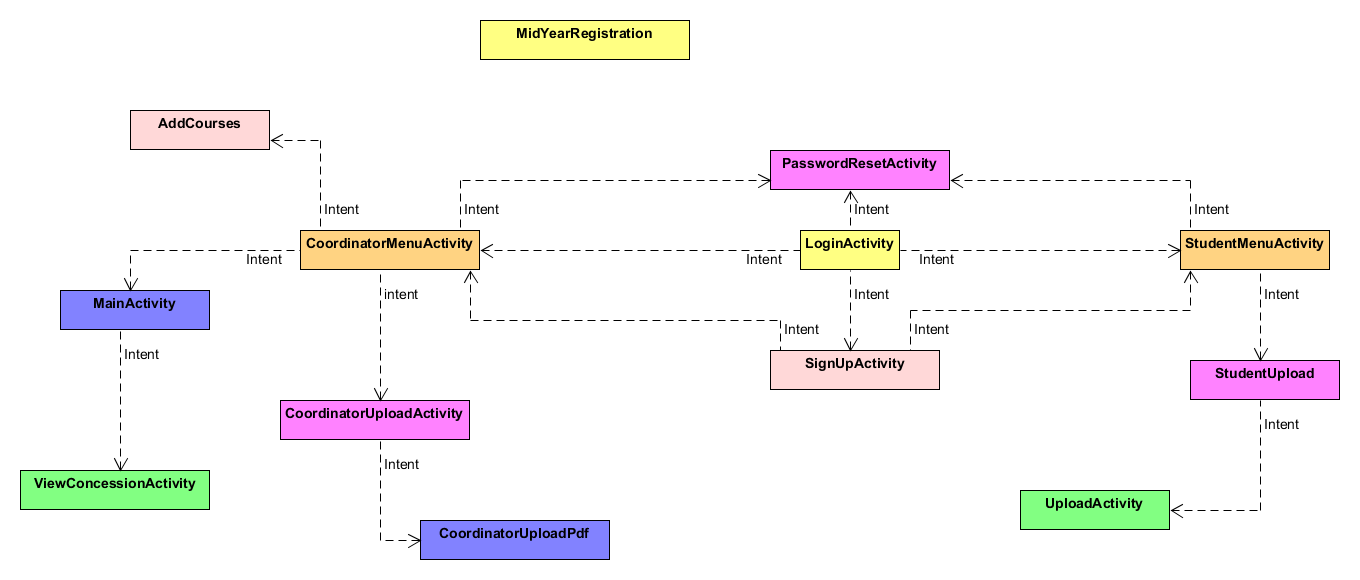 MidYearRegistration
AddCourses
PasswordResetActivity
Intent
Intent
Intent
Intent
CoordinatorMenuActivity
LoginActivity
StudentMenuActivity
Intent
Intent
Intent
MainActivity
intent
Intent
Intent
Intent
Intent
Intent
SignUpActivity
StudentUpload
CoordinatorUploadActivity
Intent
Intent
ViewConcessionActivity
UploadActivity
CoordinatorUploadPdf